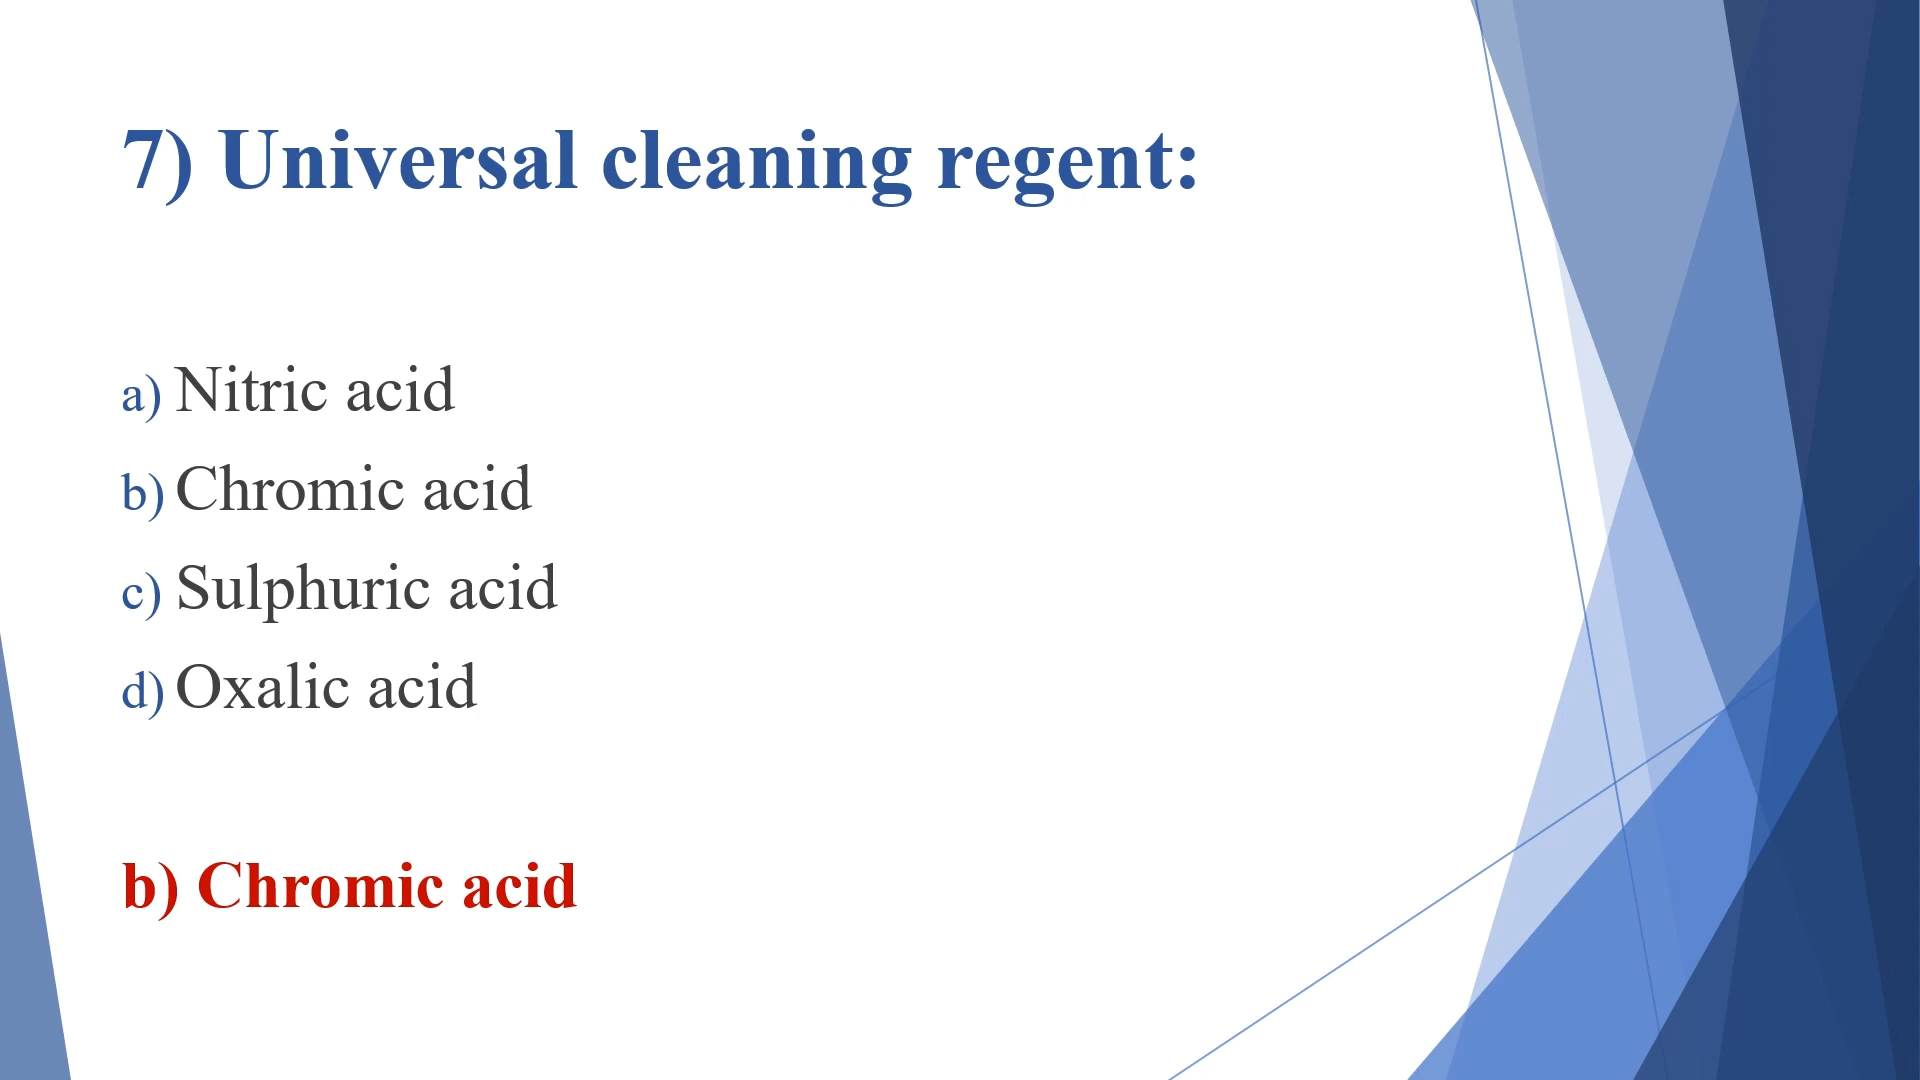 7) Universal cleaning regent:
a) Nitric acid
b) Chromic acid
c) Sulphuric acid
d) Oxalic acid
b) Chromic acid